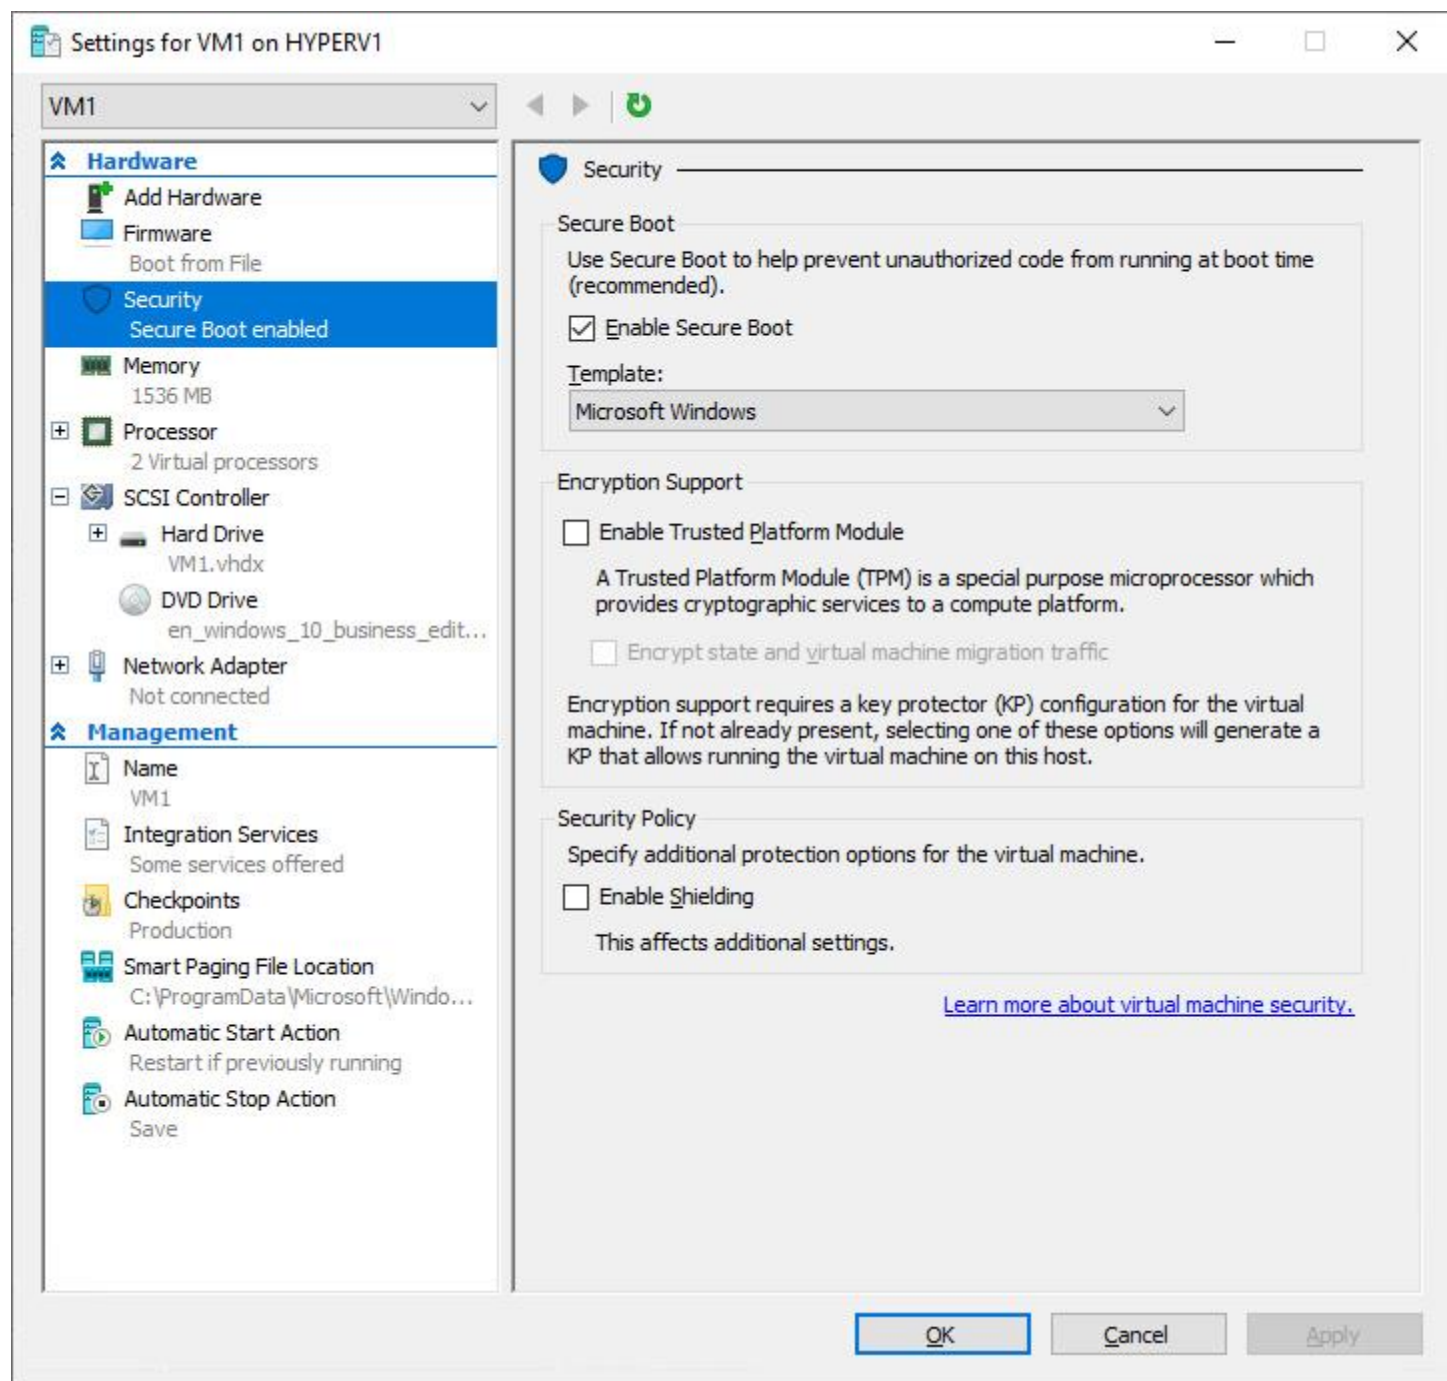 Settings for VM1 on HYPERV1
VM1
Hardware
Add Hardware
Firmware
Boot from File
Security
Secure Boot enabled
Memory
1536 MB
Processor
2 Virtual processors
SCSI Controller
Hard Drive
VM1.vhdx
DVD Drive
en_windows_10_business_edit...
Network Adapter
Not connected
Management
Name
VM1
Integration Services
Some services offered
Checkpoints
Production
Smart Paging File Location
C:\ProgramData\Microsoft\Windo...
Automatic Start Action
Restart if previously running
Automatic Stop Action
Save
Security
Secure Boot
Use Secure Boot to help prevent unauthorized code from running at boot time
(recommended).
Enable Secure Boot
Template:
Microsoft Windows
Encryption Support
Enable Trusted Platform Module
A Trusted Platform Module (TPM) is a special purpose microprocessor which
provides cryptographic services to a compute platform.
Encrypt state and virtual machine migration traffic
Encryption support requires a key protector (KP) configuration for the virtual
machine. If not already present, selecting one of these options will generate a
KP that allows running the virtual machine on this host.
Security Policy
Specify additional protection options for the virtual machine.
Enable Shielding
This affects additional settings.
Learn more about virtual machine security.
OK
Cancel
Apply